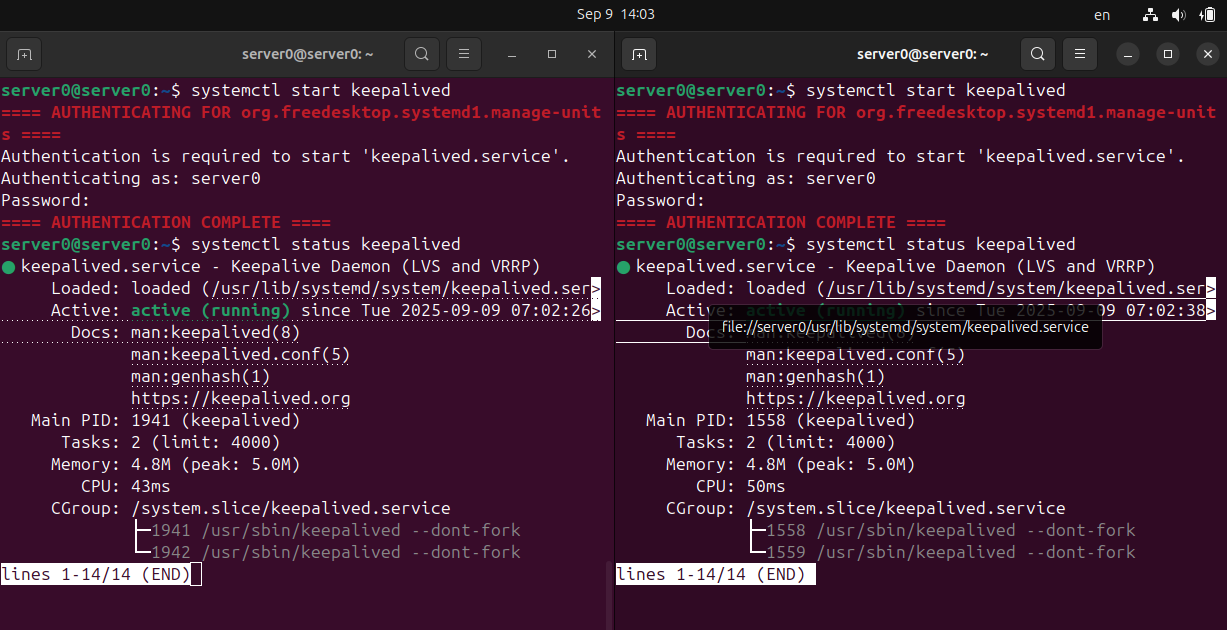 Sep 9 14:03
en
server0@server0: ~
server0@server0:~$ systemctl start keepalived
==== AUTHENTICATING FOR org.freedesktop.systemd1.manage-unit
s ====
Authentication is required to start 'keepalived.service'.
Authenticating as: server0
Password:
==== AUTHENTICATION COMPLETE ====
server0@server0:~$ systemctl status keepalived
● keepalived.service - Keepalive Daemon (LVS and VRRP)
Loaded: loaded (/usr/lib/systemd/system/keepalived.ser>
Active: active (running) since Tue 2025-09-09 07:02:26>
Docs: man:keepalived(8)
man:keepalived.conf(5)
man:genhash(1)
https://keepalived.org
Main PID: 1941 (keepalived)
Tasks: 2 (limit: 4000)
Memory: 4.8M (peak: 5.0M)
CPU: 43ms
CGroup: /system.slice/keepalived.service
├─1941 /usr/sbin/keepalived --dont-fork
└─1942 /usr/sbin/keepalived --dont-fork
lines 1-14/14 (END)
server0@server0: ~
server0@server0:~$ systemctl start keepalived
==== AUTHENTICATING FOR org.freedesktop.systemd1.manage-unit
s ====
Authentication is required to start 'keepalived.service'.
Authenticating as: server0
Password:
==== AUTHENTICATION COMPLETE ====
server0@server0:~$ systemctl status keepalived
● keepalived.service - Keepalive Daemon (LVS and VRRP)
Loaded: loaded (/usr/lib/systemd/system/keepalived.ser>
Active: active (running) since Tue 2025-09-09 07:02:38>
file://server0/usr/lib/systemd/system/keepalived.service
Docs: man:keepalived(8)
man:keepalived.conf(5)
man:genhash(1)
https://keepalived.org
Main PID: 1558 (keepalived)
Tasks: 2 (limit: 4000)
Memory: 4.8M (peak: 5.0M)
CPU: 50ms
CGroup: /system.slice/keepalived.service
├─1558 /usr/sbin/keepalived --dont-fork
└─1559 /usr/sbin/keepalived --dont-fork
lines 1-14/14 (END)